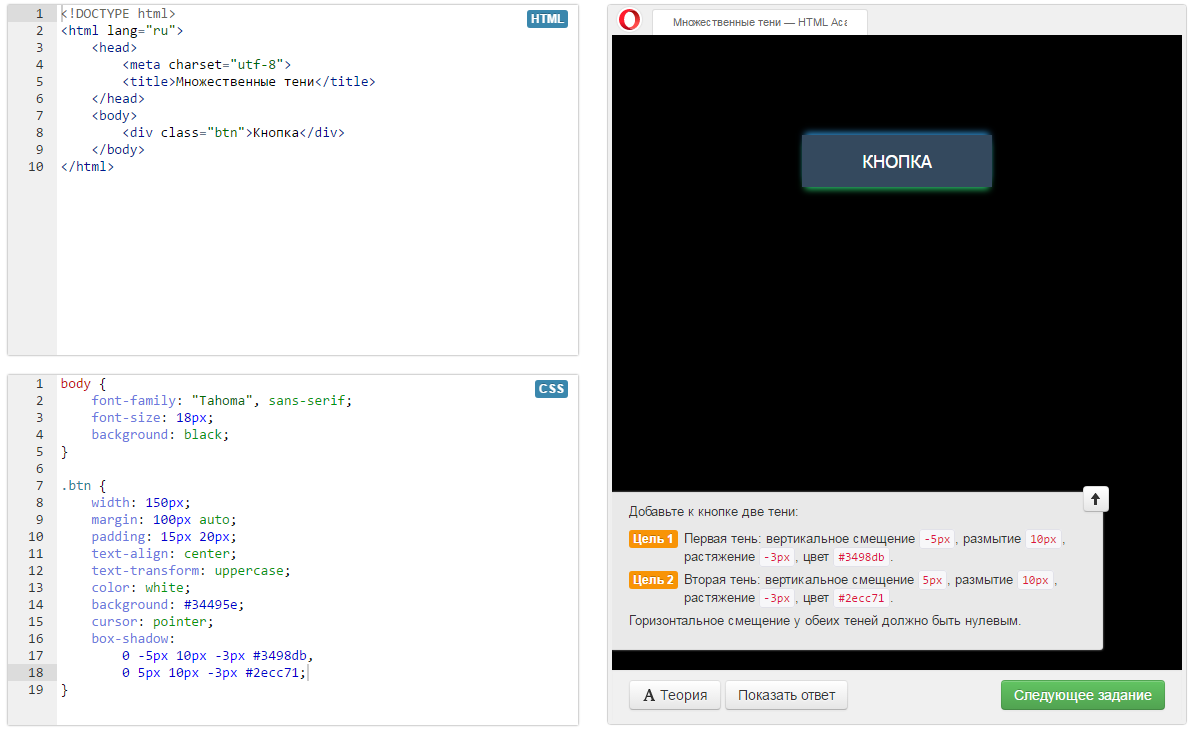 1 <!DOCTYPE html>
2 <html lang="ru">
3 <head>
4 <meta charset="utf-8">
5 <title>Множественные тени</title>
6 </head>
7 <body>
8 <div class="btn">Кнопка</div>
9 </body>
10 </html>
HTML
1 body {
2 font-family: "Tahoma", sans-serif;
3 font-size: 18px;
4 background: black;
5 }
6
7 .btn {
8 width: 150px;
9 margin: 100px auto;
10 padding: 15px 20px;
11 text-align: center;
12 text-transform: uppercase;
13 color: white;
14 background: #34495e;
15 cursor: pointer;
16 box-shadow:
17 0 -5px 10px -3px #3498db,
18 0 5px 10px -3px #2ecc71;
19 }
CSS
Множественные тени — HTML Aca
КНОПКА
Добавьте к кнопке две тени:
Цель 1 Первая тень: вертикальное смещение -5px, размытие 10px,
растяжение -3px, цвет #3498db.
Цель 2 Вторая тень: вертикальное смещение 5px, размытие 10px,
растяжение -3px, цвет #2ecc71.
Горизонтальное смещение у обеих теней должно быть нулевым.
A Теория
Показать ответ
Следующее задание